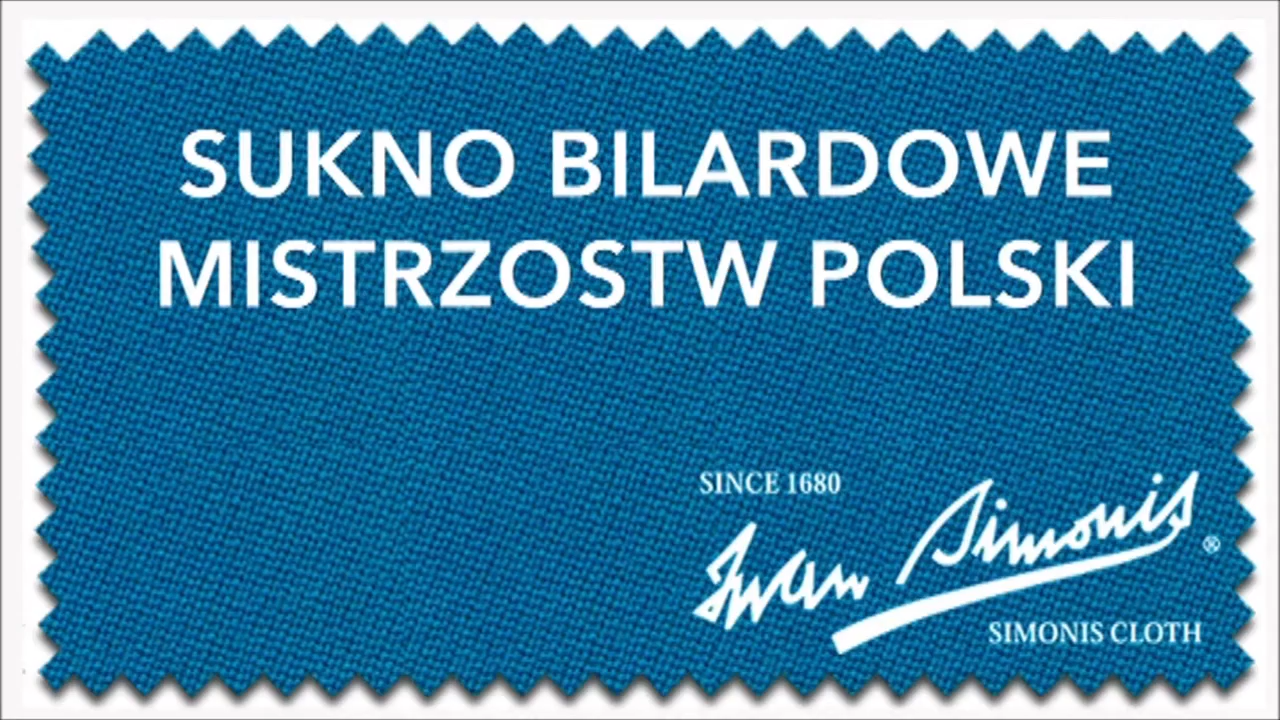 SUKNO BILARDOWE
MISTRZOSTW POLSKI
SINCE 1680
Iwan Simonis ®
SIMONIS CLOTH